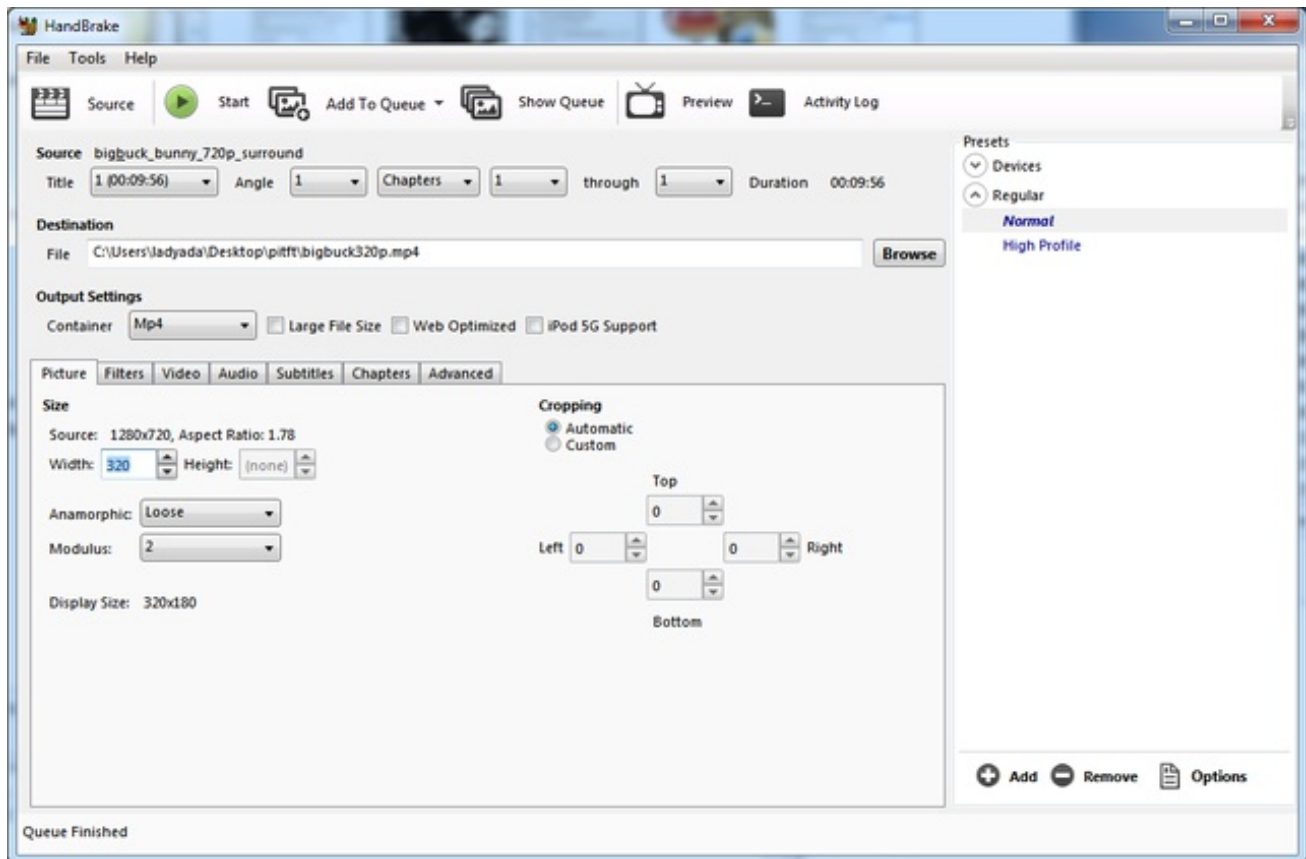 HandBrake
File Tools Help
Source Start Add To Queue Show Queue Preview Activity Log
Source bigbuck_bunny_720p_surround
Title 1 (00:09:56) Angle 1 Chapters 1 through 1 Duration 00:09:56
Destination
File C:\Users\ladyada\Desktop\pitft\bigbuck320p.mp4 Browse
Output Settings
Container Mp4 Large File Size Web Optimized iPod 5G Support
Picture Filters Video Audio Subtitles Chapters Advanced
Size
Source: 1280x720, Aspect Ratio: 1.78
Width: 320 Height: (none)
Anamorphic: Loose
Modulus: 2
Display Size: 320x180
Cropping
Automatic
Custom
Top
0
Left 0 0 Right
0
Bottom
Presets
Devices
Regular
Normal
High Profile
Add Remove Options
Queue Finished